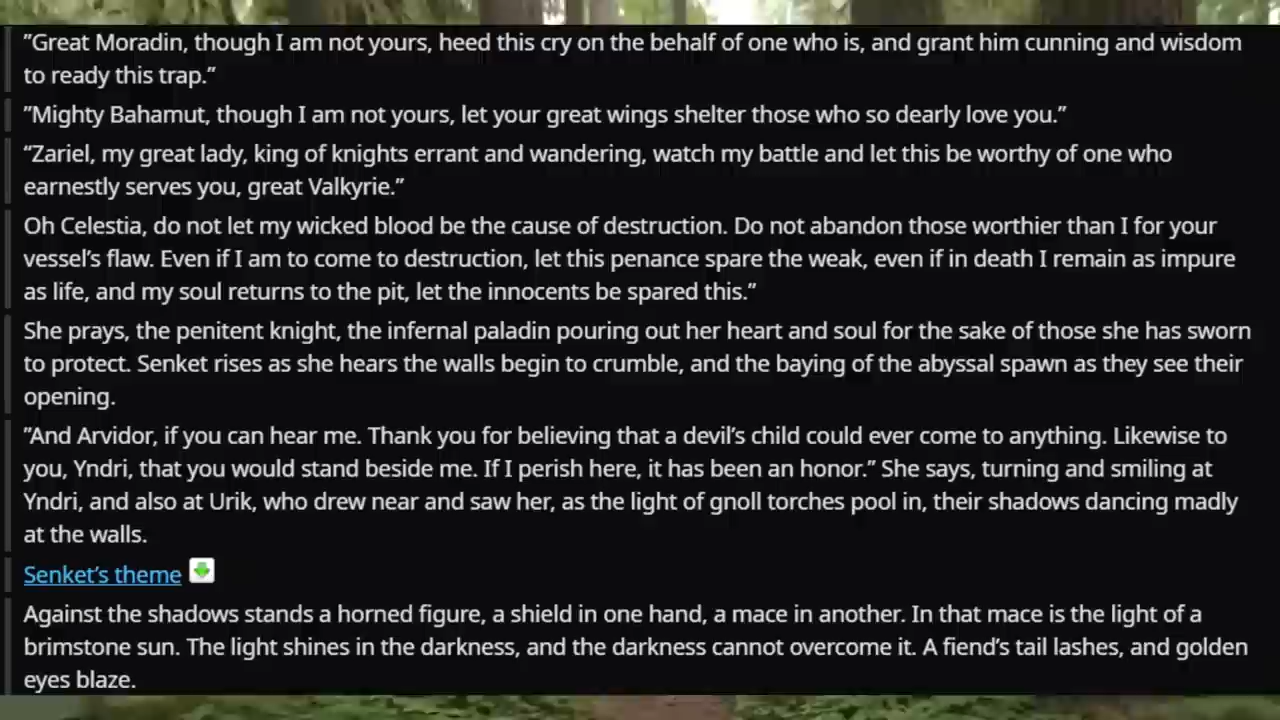 ”Great Moradin, though I am not yours, heed this cry on the behalf of one who is, and grant him cunning and wisdom
to ready this trap.”
”Mighty Bahamut, though I am not yours, let your great wings shelter those who so dearly love you.”
“Zariel, my great lady, king of knights errant and wandering, watch my battle and let this be worthy of one who
earnestly serves you, great Valkyrie.”
Oh Celestia, do not let my wicked blood be the cause of destruction. Do not abandon those worthier than I for your
vessel’s flaw. Even if I am to come to destruction, let this penance spare the weak, even if in death I remain as impure
as life, and my soul returns to the pit, let the innocents be spared this.”
She prays, the penitent knight, the infernal paladin pouring out her heart and soul for the sake of those she has sworn
to protect. Senket rises as she hears the walls begin to crumble, and the baying of the abyssal spawn as they see their
opening.
”And Arvidor, if you can hear me. Thank you for believing that a devil’s child could ever come to anything. Likewise to
you, Yndri, that you would stand beside me. If I perish here, it has been an honor.” She says, turning and smiling at
Yndri, and also at Urik, who drew near and saw her, as the light of gnoll torches pool in, their shadows dancing madly
at the walls.
Senket’s theme
Against the shadows stands a horned figure, a shield in one hand, a mace in another. In that mace is the light of a
brimstone sun. The light shines in the darkness, and the darkness cannot overcome it. A fiend’s tail lashes, and golden
eyes blaze.